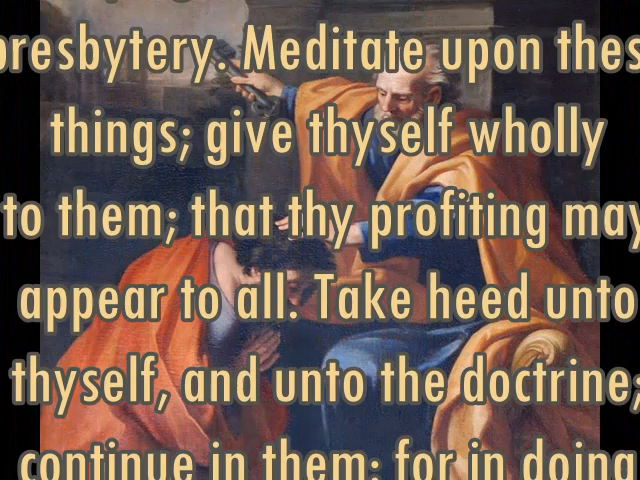 presbytery. Meditate upon thes
things; give thyself wholly
to them; that thy profiting may
appear to all. Take heed unto
thyself, and unto the doctrine;
continue in them: for in doing